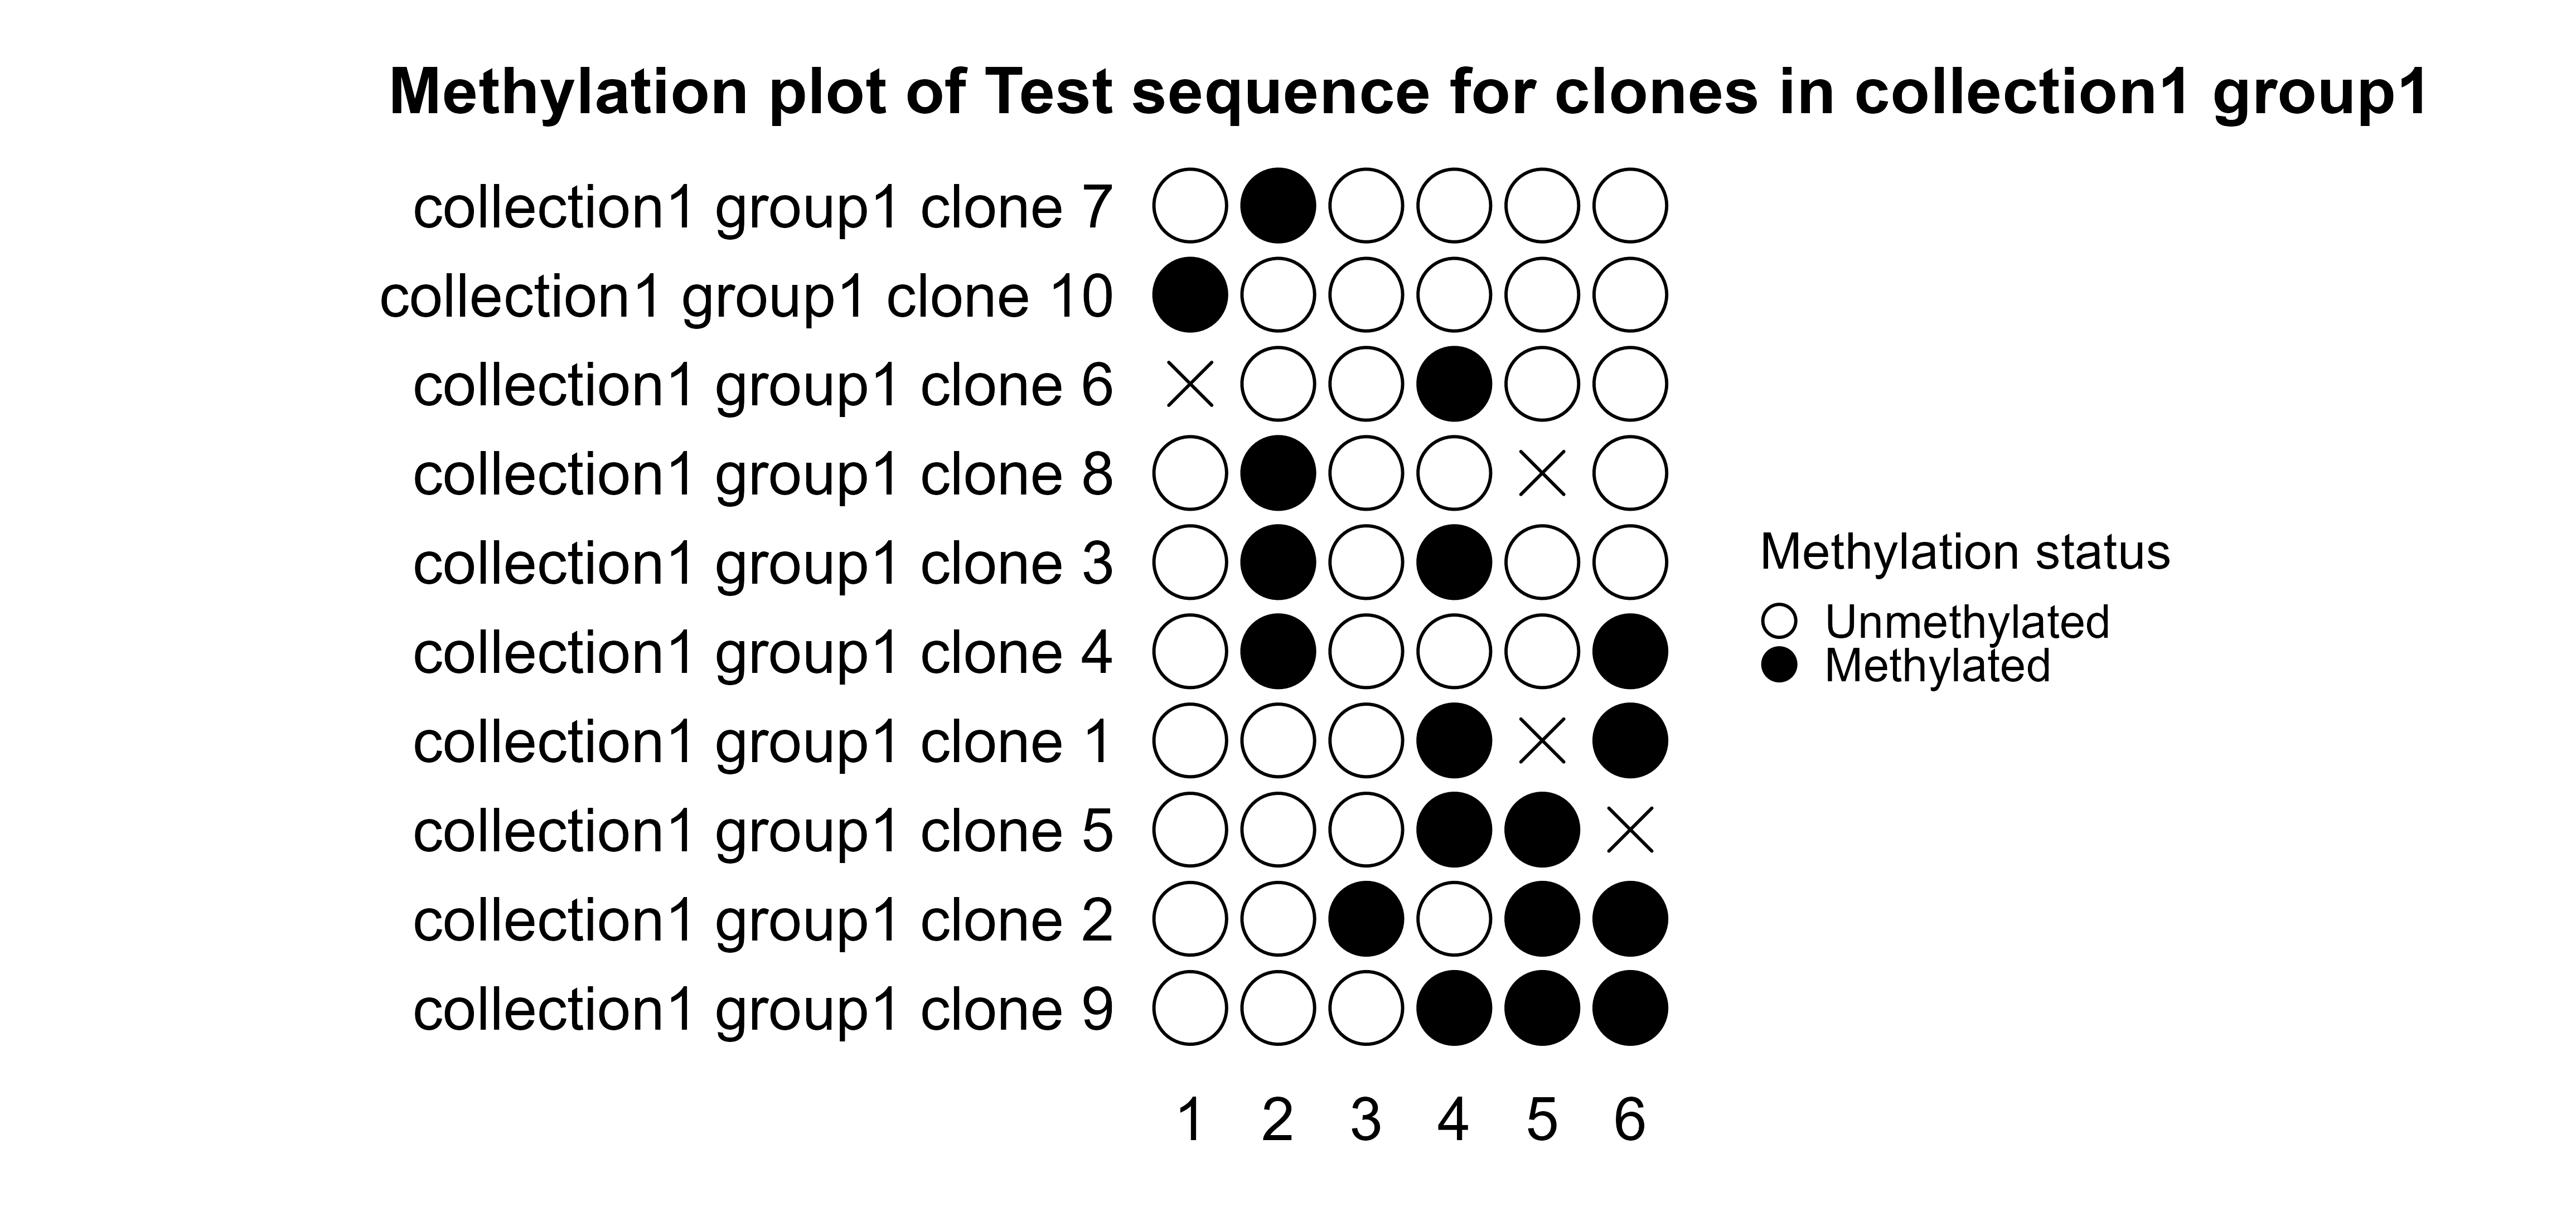 Methylation plot of Test sequence for clones in collection1 group1
collection1 group1 clone 7
collection1 group1 clone 10
collection1 group1 clone 6
collection1 group1 clone 8
collection1 group1 clone 3
collection1 group1 clone 4
collection1 group1 clone 1
collection1 group1 clone 5
collection1 group1 clone 2
collection1 group1 clone 9
1 2 3 4 5 6
Methylation status
Unmethylated
Methylated